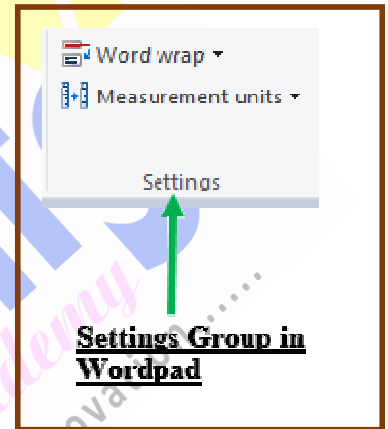 Word wrap
Measurement units
Settings
Settings Group in
Wordpad